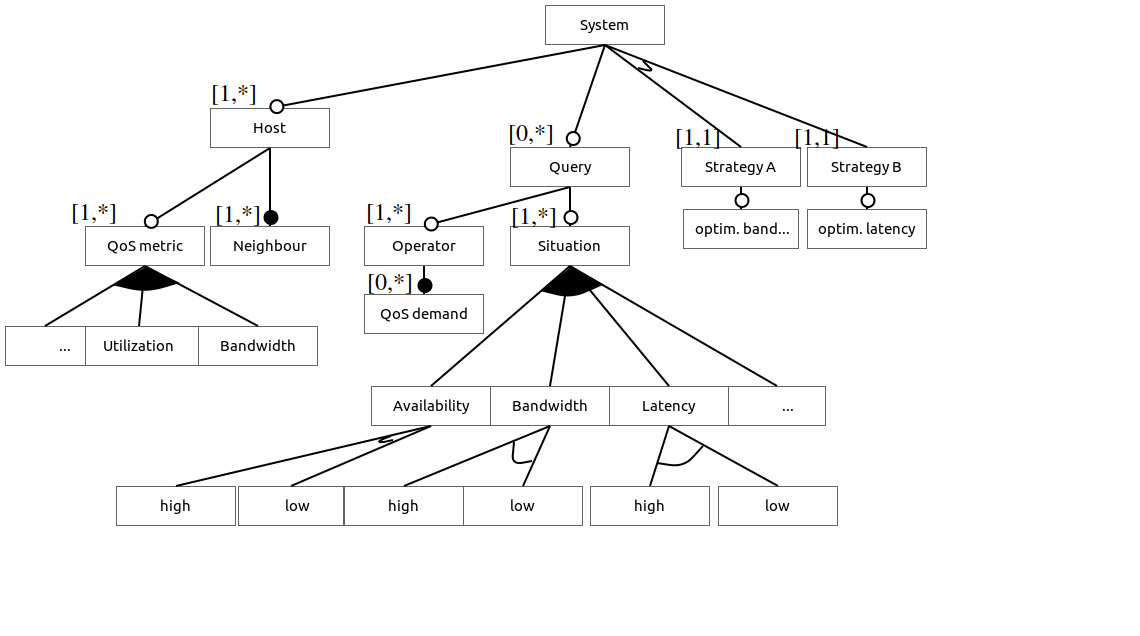 System
[1,*]
Host
[0,*]
[1,1]
[1,1]
Query
Strategy A
Strategy B
[1,*]
[1,*]
[1,*]
[1,*]
optim. band...
optim. latency
QoS metric
Neighbour
Operator
Situation
[0,*]
QoS demand
...
Utilization
Bandwidth
Availability
Bandwidth
Latency
...
high
low
high
low
high
low